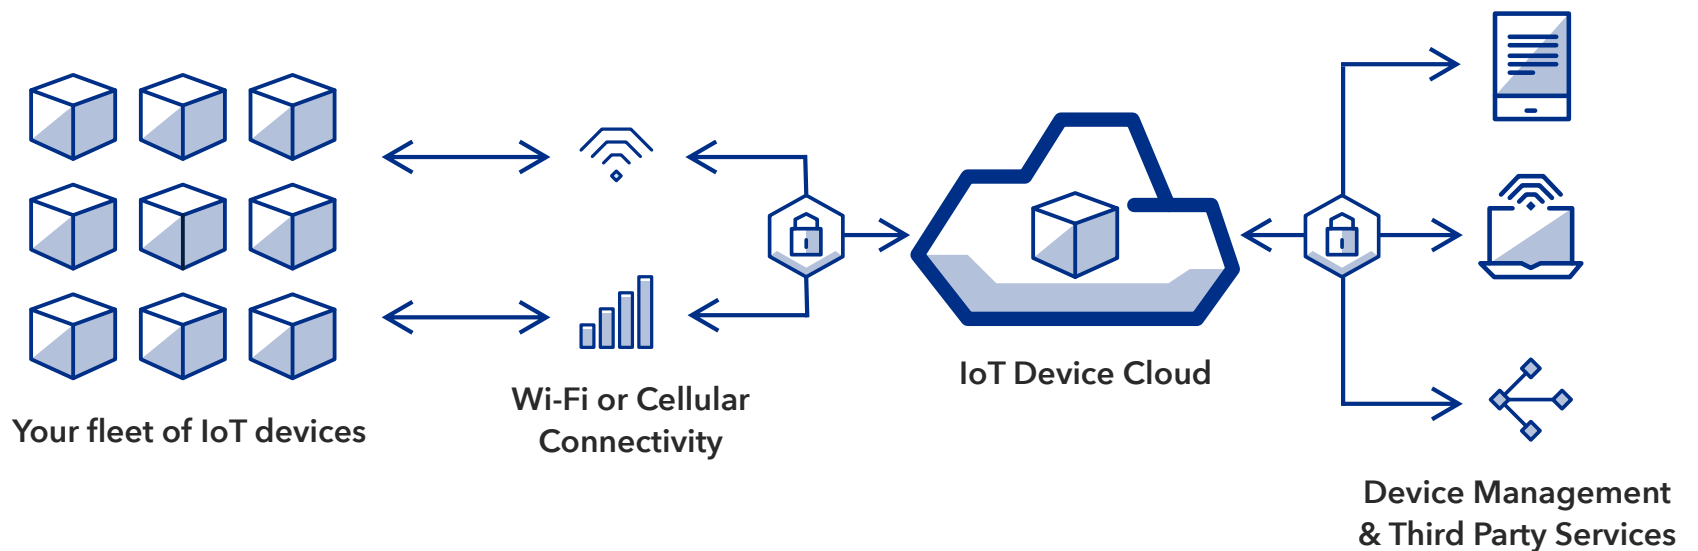 Your fleet of IoT devices
Wi-Fi or Cellular
Connectivity
IoT Device Cloud
Device Management
& Third Party Services